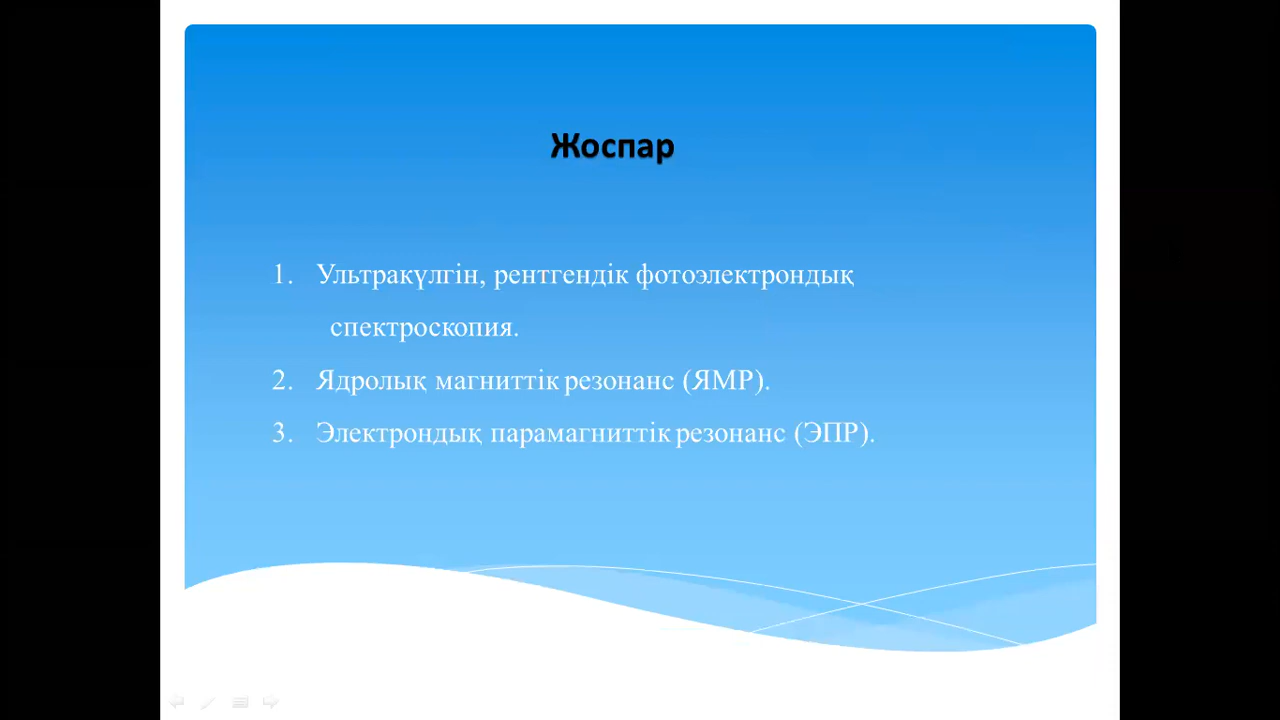 Жоспар
1. Ультракүлгін, рентгендік фотоэлектрондық
спектроскопия.
2. Ядролық магниттік резонанс (ЯМР).
3. Электрондық парамагниттік резонанс (ЭПР).